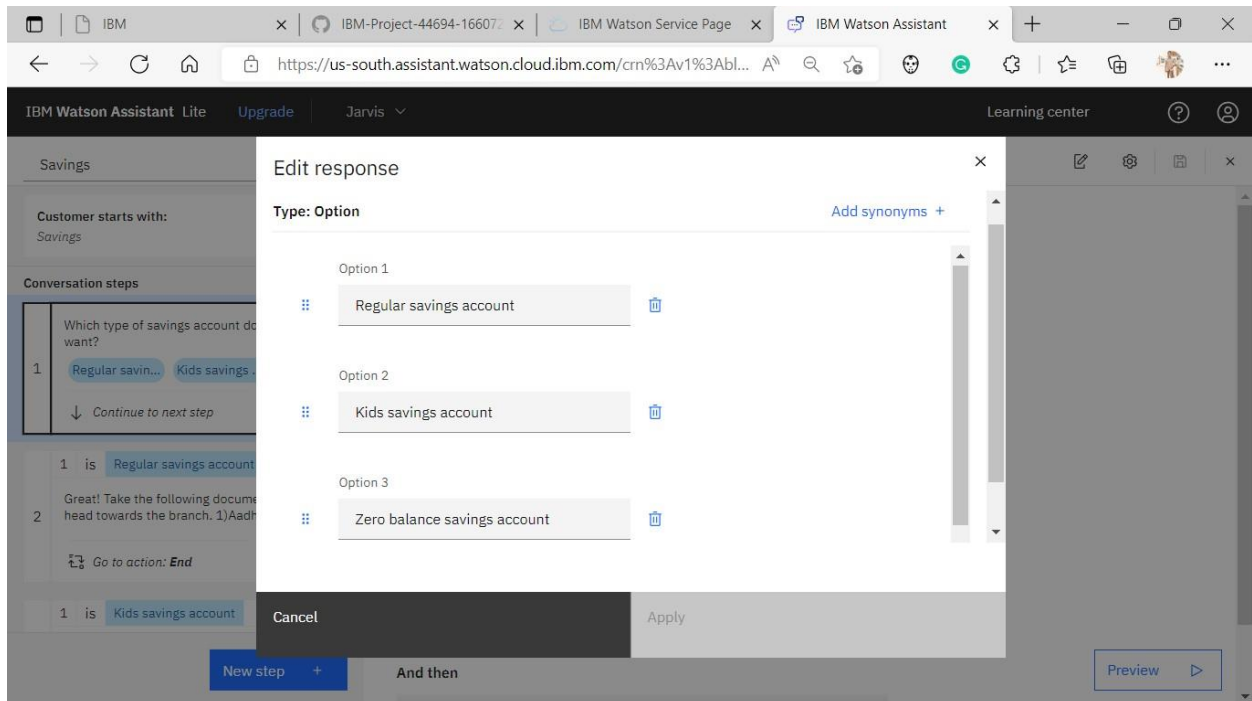 IBM
IBM-Project-44694-166072
IBM Watson Service Page
IBM Watson Assistant
https://us-south.assistant.watson.cloud.ibm.com/crn%3Av1%3Abl...
IBM Watson Assistant Lite
Upgrade
Jarvis
Learning center
Savings
Customer starts with:
Savings
Conversation steps
1
Which type of savings account do
want?
Regular savin...
Kids savings .
Continue to next step
1 is Regular savings account
2
Great! Take the following docume
head towards the branch. 1)Aadh
Go to action: End
1 is Kids savings account
New step +
Edit response
Type: Option
Add synonyms +
Option 1
Regular savings account
Option 2
Kids savings account
Option 3
Zero balance savings account
Cancel
Apply
And then
Preview